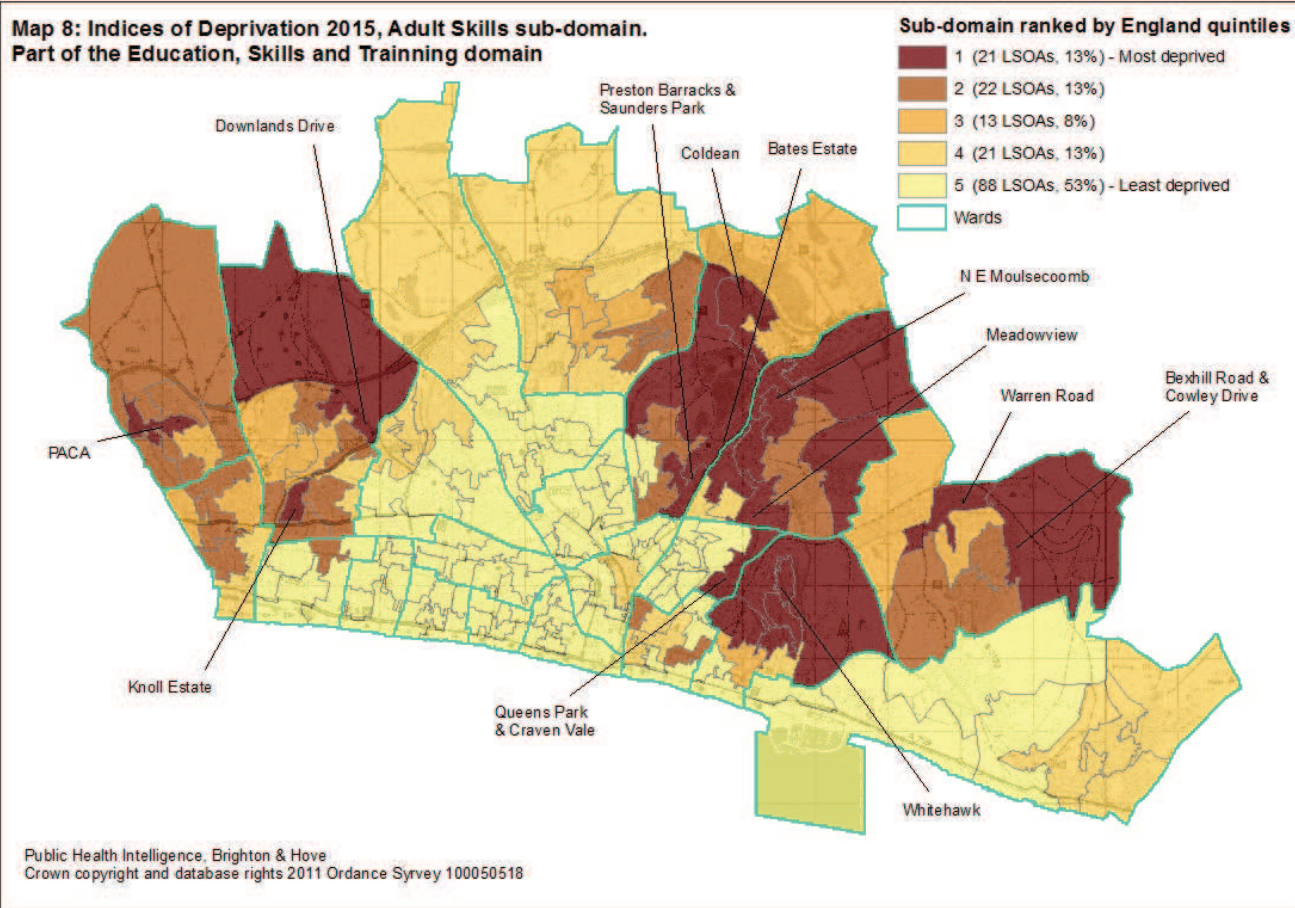 Map 8: Indices of Deprivation 2015, Adult Skills sub-domain.
Part of the Education, Skills and Trainning domain
Sub-domain ranked by England quintiles
1 (21 LSOAs, 13%) - Most deprived
2 (22 LSOAs, 13%)
3 (13 LSOAs, 8%)
4 (21 LSOAs, 13%)
5 (88 LSOAs, 53%) - Least deprived
Wards
Preston Barracks &
Saunders Park
Downlands Drive
Coldean
Bates Estate
N E Moulsecoomb
Meadowview
Bexhill Road &
Cowley Drive
Warren Road
PACA
Knoll Estate
Queens Park
& Craven Vale
Whitehawk
Public Health Intelligence, Brighton & Hove
Crown copyright and database rights 2011 Ordance Syrvey 100050518